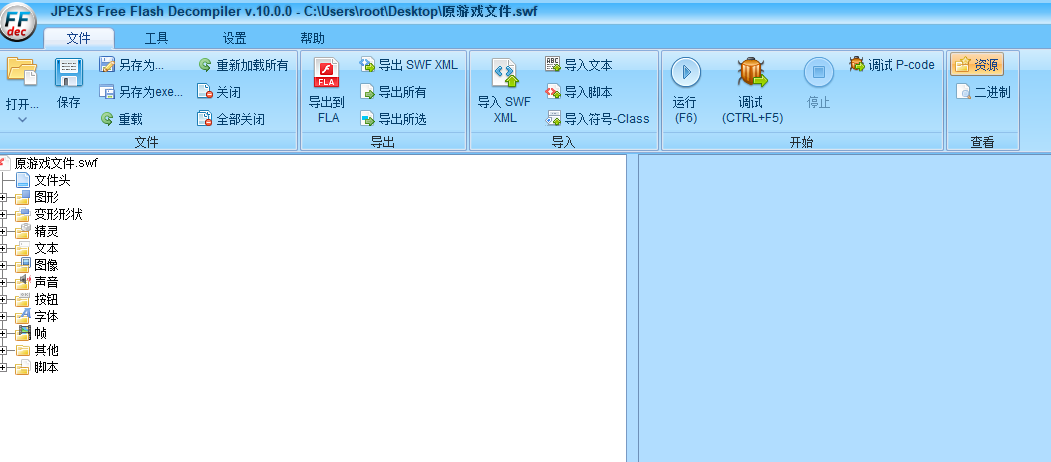 JPEXS Free Flash Decompiler v.10.0.0 - C:\Users\root\Desktop\原游戏文件.swf
FF
dec
文件 工具 设置 帮助
打开...
保存
另存为...
另存为exe...
重载
重新加载所有
关闭
全部关闭
文件
FLA
导出到
FLA
导出 SWF XML
导出所有
导出所选
导出
导入 SWF
XML
ABC
导入文本
导入脚本
导入符号-Class
导入
运行
(F6)
调试
(CTRL+F5)
停止
调试 P-code
开始
资源
二进制
查看
原游戏文件.swf
文件头
图形
变形形状
精灵
文本
图像
声音
按钮
字体
帧
其他
脚本